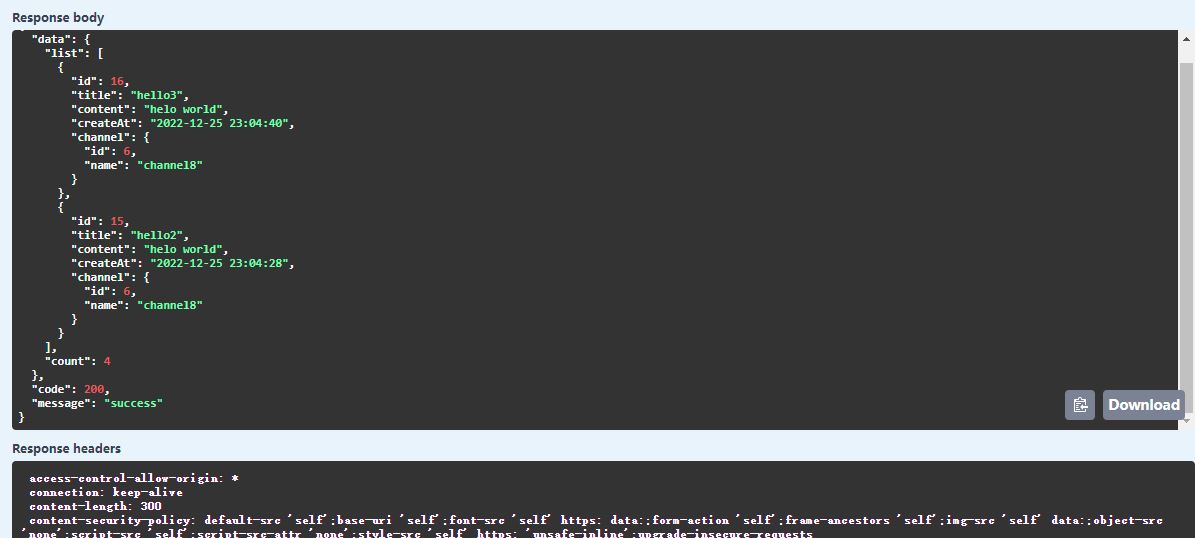 Response body
"data": {
"list": [
{
"id": 16,
"title": "hello3",
"content": "helo world",
"createAt": "2022-12-25 23:04:40",
"channel": {
"id": 6,
"name": "channel8"
}
},
{
"id": 15,
"title": "hello2",
"content": "helo world",
"createAt": "2022-12-25 23:04:28",
"channel": {
"id": 6,
"name": "channel8"
}
}
],
"count": 4
},
"code": 200,
"message": "success"
}
Download
Response headers
access-control-allow-origin: *
connection: keep-alive
content-length: 300
content-security-policy: default-src 'self';base-uri 'self';font-src 'self' https: data:;form-action 'self';frame-ancestors 'self';img-src 'self' data:;object-src
'none';script-src 'self';script-src-attr 'none';style-src 'self' https: 'unsafe-inline';upgrade-insecure-requests